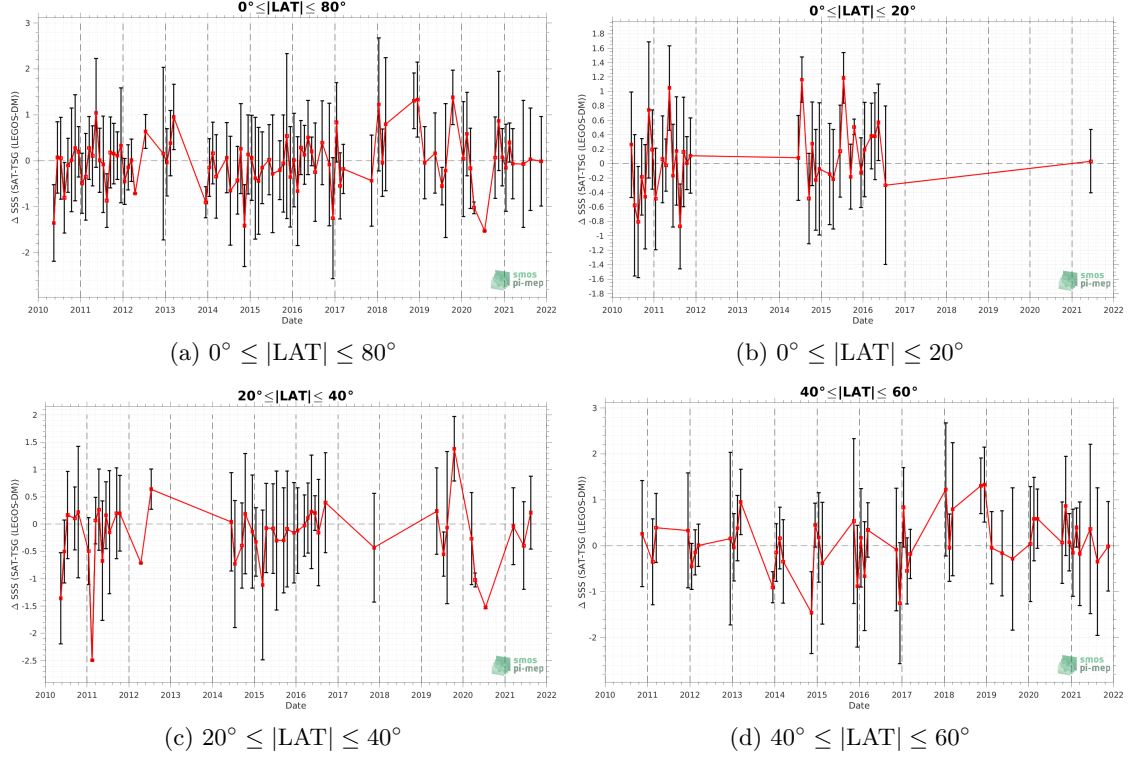 0°≤|LAT|≤ 80°
Δ SSS (SAT-TSG (LEGOS-DM))
3
2
1
0
-1
-2
2010 2011 2012 2013 2014 2015 2016 2017 2018 2019 2020 2021 2022
Date
smos
pi-mep
(a) 0° ≤ |LAT| ≤ 80°
0°≤|LAT|≤ 20°
Δ SSS (SAT-TSG (LEGOS-DM))
1.8
1.6
1.4
1.2
1
0.8
0.6
0.4
0.2
0
-0.2
-0.4
-0.6
-0.8
-1
-1.2
-1.4
-1.6
-1.8
2010 2011 2012 2013 2014 2015 2016 2017 2018 2019 2020 2021 2022
Date
smos
pi-mep
(b) 0° ≤ |LAT| ≤ 20°
20°≤|LAT|≤ 40°
Δ SSS (SAT-TSG (LEGOS-DM))
2
1.5
1
0.5
0
-0.5
-1
-1.5
-2
-2.5
2010 2011 2012 2013 2014 2015 2016 2017 2018 2019 2020 2021 2022
Date
smos
pi-mep
(c) 20° ≤ |LAT| ≤ 40°
40°≤|LAT|≤ 60°
Δ SSS (SAT-TSG (LEGOS-DM))
3
2
1
0
-1
-2
2010 2011 2012 2013 2014 2015 2016 2017 2018 2019 2020 2021 2022
Date
smos
pi-mep
(d) 40° ≤ |LAT| ≤ 60°